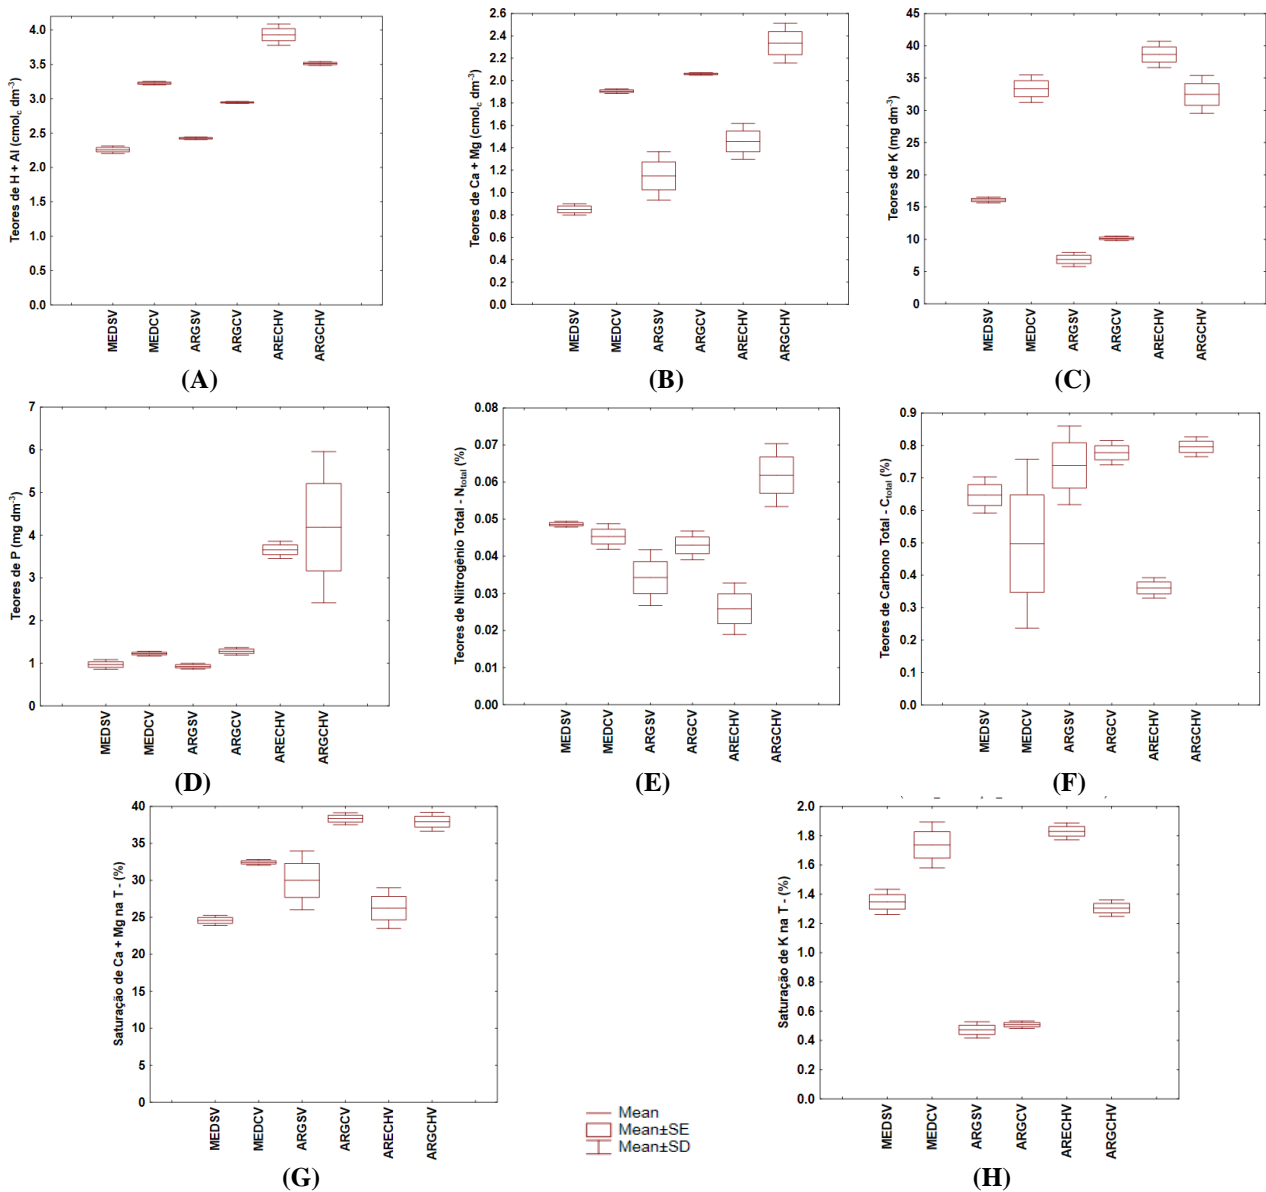 Teores de H + Al (cmolc dm-3)
4.0
3.5
3.0
2.5
2.0
1.5
1.0
0.5
0.0
MEDSV
MEDCV
ARGSV
ARGCV
ARECHV
ARGCHV
(A)
Teores de Ca + Mg (cmolc dm-3)
2.6
2.4
2.2
2.0
1.8
1.6
1.4
1.2
1.0
0.8
0.6
0.4
0.2
0.0
MEDSV
MEDCV
ARGSV
ARGCV
ARECHV
ARGCHV
(B)
Teores de K (mg dm-3)
45
40
35
30
25
20
15
10
5
0
MEDSV
MEDCV
ARGSV
ARGCV
ARECHV
ARGCHV
(C)
Teores de P (mg dm-3)
7
6
5
4
3
2
1
0
MEDSV
MEDCV
ARGSV
ARGCV
ARECHV
ARGCHV
(D)
Teores de Niitrogênio Total - Ntotal (%)
0.08
0.07
0.06
0.05
0.04
0.03
0.02
0.01
0.00
MEDSV
MEDCV
ARGSV
ARGCV
ARECHV
ARGCHV
(E)
Teores de Carbono Total - Ctotal (%)
0.9
0.8
0.7
0.6
0.5
0.4
0.3
0.2
0.1
0.0
MEDSV
MEDCV
ARGSV
ARGCV
ARECHV
ARGCHV
(F)
Saturação de Ca + Mg na T - (%)
40
35
30
25
20
15
10
5
0
MEDSV
MEDCV
ARGSV
ARGCV
ARECHV
ARGCHV
(G)
Mean
Mean±SE
Mean±SD
Saturação de K na T - (%)
2.0
1.8
1.6
1.4
1.2
1.0
0.8
0.6
0.4
0.2
0.0
MEDSV
MEDCV
ARGSV
ARGCV
ARECHV
ARGCHV
(H)